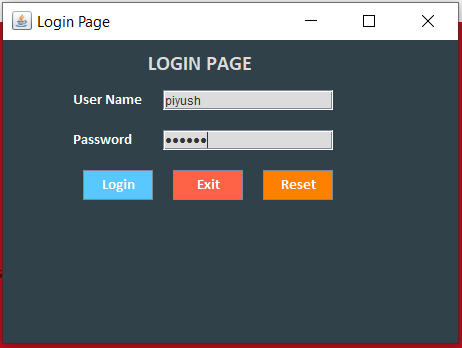 Login Page
LOGIN PAGE
User Name piyush
Password ●●●●●●
Login Exit Reset